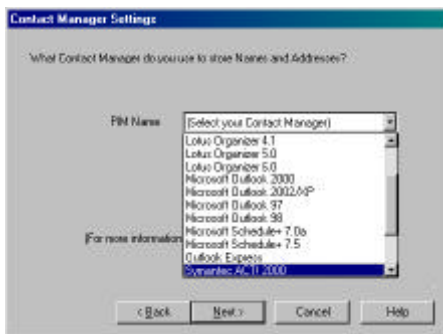 Contact Manager Settings
What Contact Manager do you use to store Names and Addresses?
PIM Name
(Select your Contact Manager)
Lotus Organizer 4.1
Lotus Organizer 5.0
Lotus Organizer 6.0
Microsoft Outlook 2000
Microsoft Outlook 2002/XP
Microsoft Outlook 97
Microsoft Outlook 98
Microsoft Schedule+ 7.0a
Microsoft Schedule+ 7.5
Outlook Express
Symantec ACT! 2000
(For more information
< Back
Next >
Cancel
Help